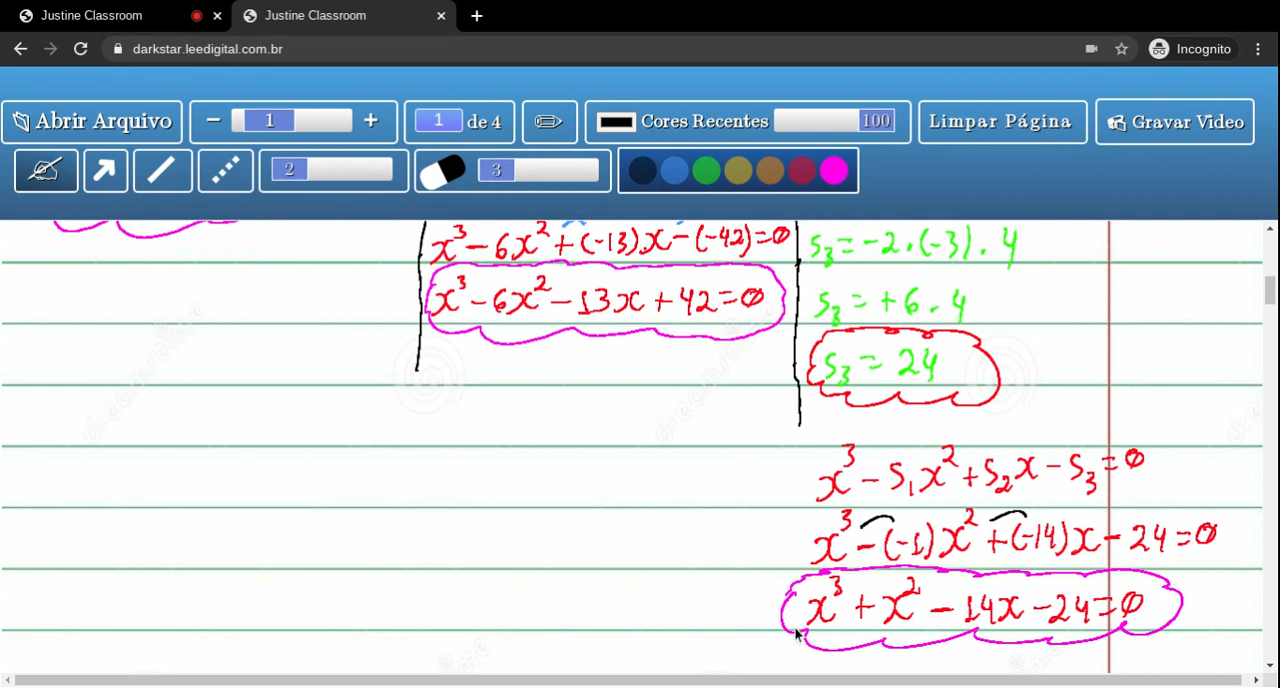 Justine Classroom
Justine Classroom
darkstar.leedigital.com.br
Incognito
Abrir Arquivo
− 1 +
1 de 4
Cores Recentes 100
Limpar Página
Gravar Video
2
3
x³ − 6x² + (−13)x − (−42) = 0
x³ − 6x² − 13x + 42 = 0
S₃ = −2 . (−3) . 4
S₃ = +6 . 4
S₃ = 24
x³ − S₁x² + S₂x − S₃ = 0
x³ − (−1)x² + (−14)x − 24 = 0
x³ + x² − 14x − 24 = 0